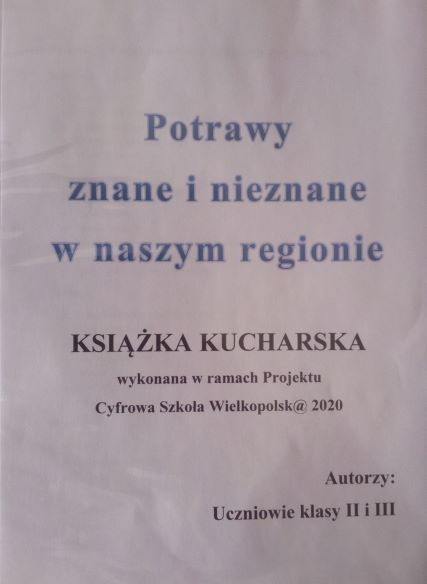 Potrawy
znane i nieznane
w naszym regionie
KSIĄŻKA KUCHARSKA
wykonana w ramach Projektu
Cyfrowa Szkoła Wielkopolsk@ 2020
Autorzy:
Uczniowie klasy II i III